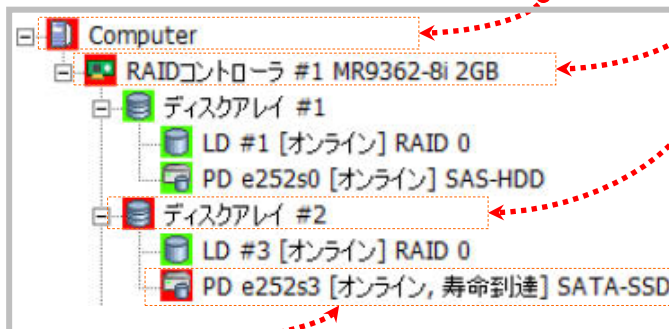 Computer
RAIDコントローラ #1 MR9362-8i 2GB
ディスクアレイ #1
LD #1 [オンライン] RAID 0
PD e252s0 [オンライン] SAS-HDD
ディスクアレイ #2
LD #3 [オンライン] RAID 0
PD e252s3 [オンライン, 寿命到達] SATA-SSD